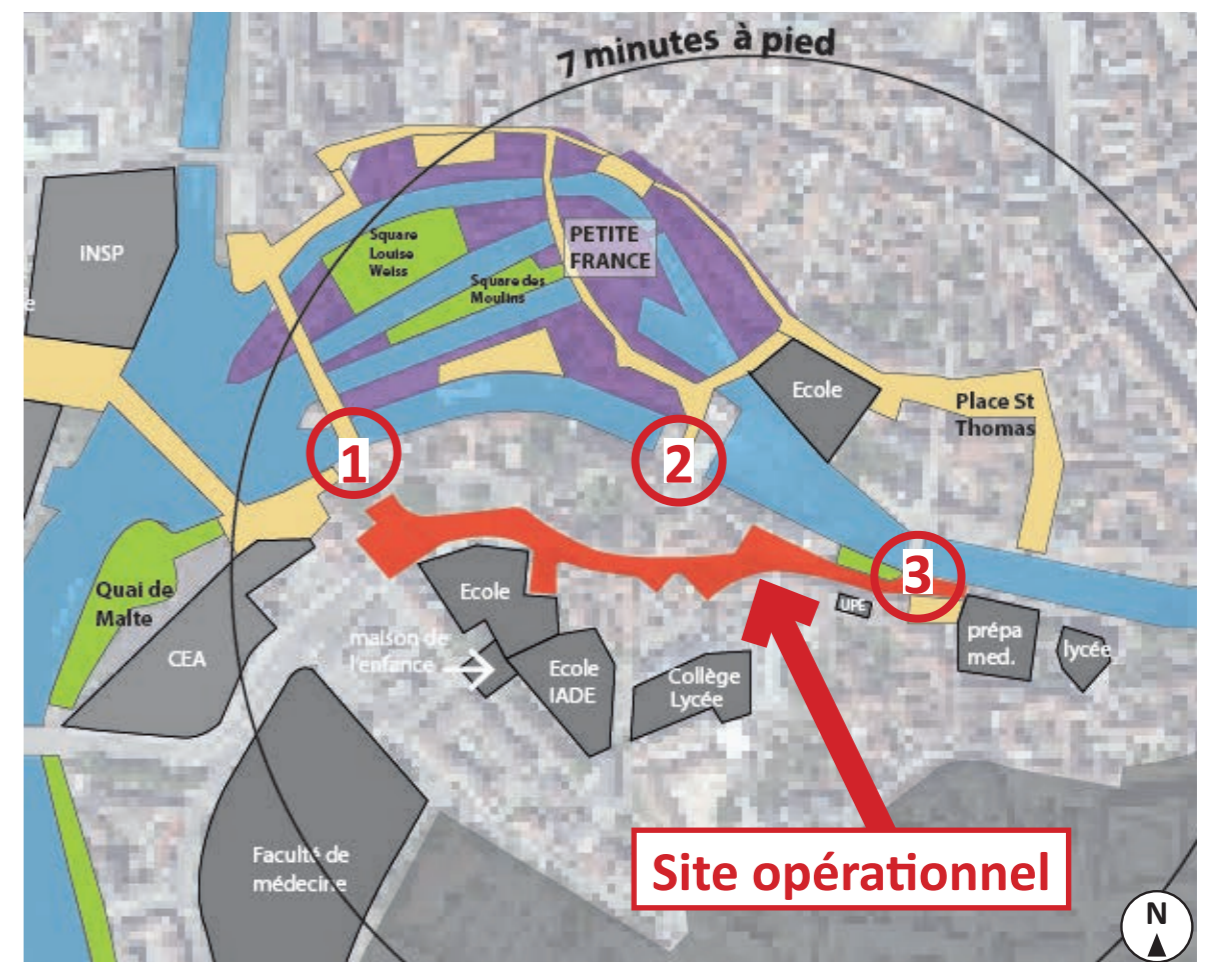 7 minutes à pied
INSP
Square
Louise
Weiss
PETITE
FRANCE
Square des
Moulins
e
Ecole
Place St
Thomas
1
2
3
Quai de
Malte
CEA
Ecole
maison de
l'enfance
Ecole
IADE
Collège
Lycée
UPE
prépa
med.
lycée
Faculté de
médecine
Site opérationnel
N